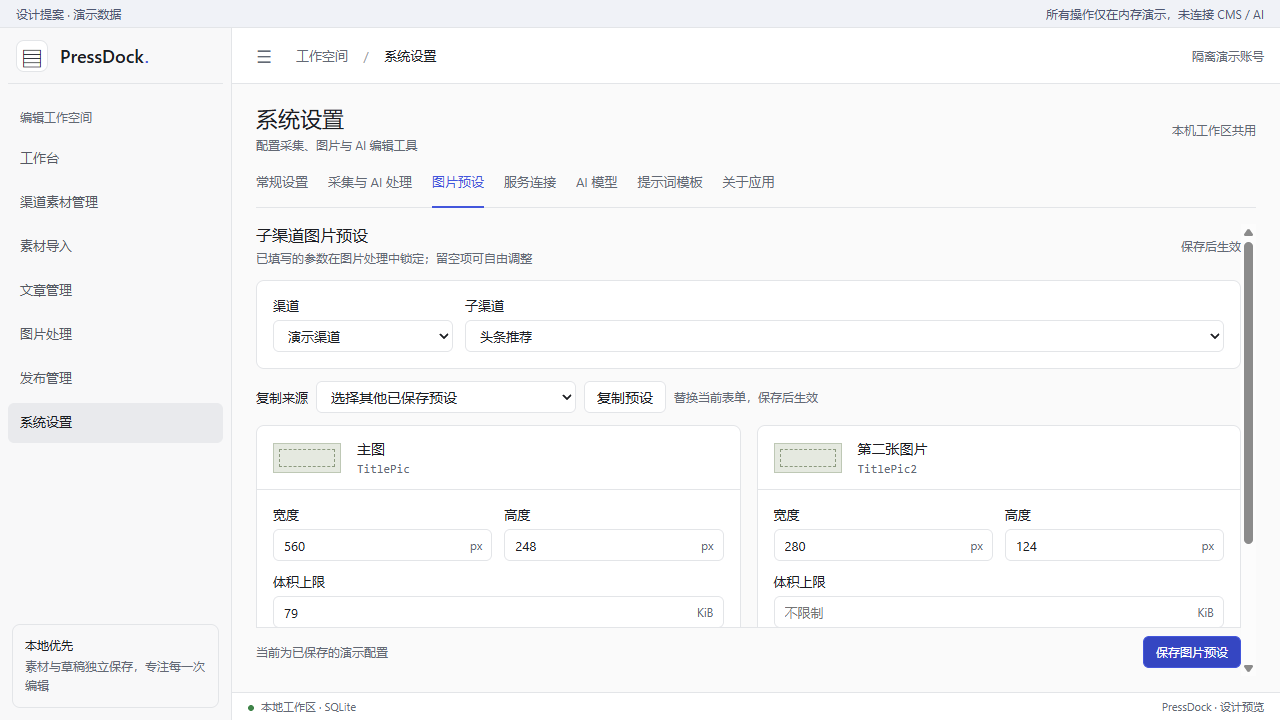 设计提案 · 演示数据
所有操作仅在内存演示，未连接 CMS / AI
PressDock.
工作空间 / 系统设置
隔离演示账号
编辑工作空间
工作台
渠道素材管理
素材导入
文章管理
图片处理
发布管理
系统设置
本地优先
素材与草稿独立保存，专注每一次
编辑
系统设置
配置采集、图片与 AI 编辑工具
本机工作区共用
常规设置 采集与 AI 处理 图片预设 服务连接 AI 模型 提示词模板 关于应用
子渠道图片预设
已填写的参数在图片处理中锁定；留空项可自由调整
保存后生效
渠道 子渠道
演示渠道 头条推荐
复制来源 选择其他已保存预设 复制预设 替换当前表单，保存后生效
主图
TitlePic
宽度 高度
560 px 248 px
体积上限
79 KiB
第二张图片
TitlePic2
宽度 高度
280 px 124 px
体积上限
不限制 KiB
当前为已保存的演示配置
保存图片预设
本地工作区 · SQLite
PressDock · 设计预览